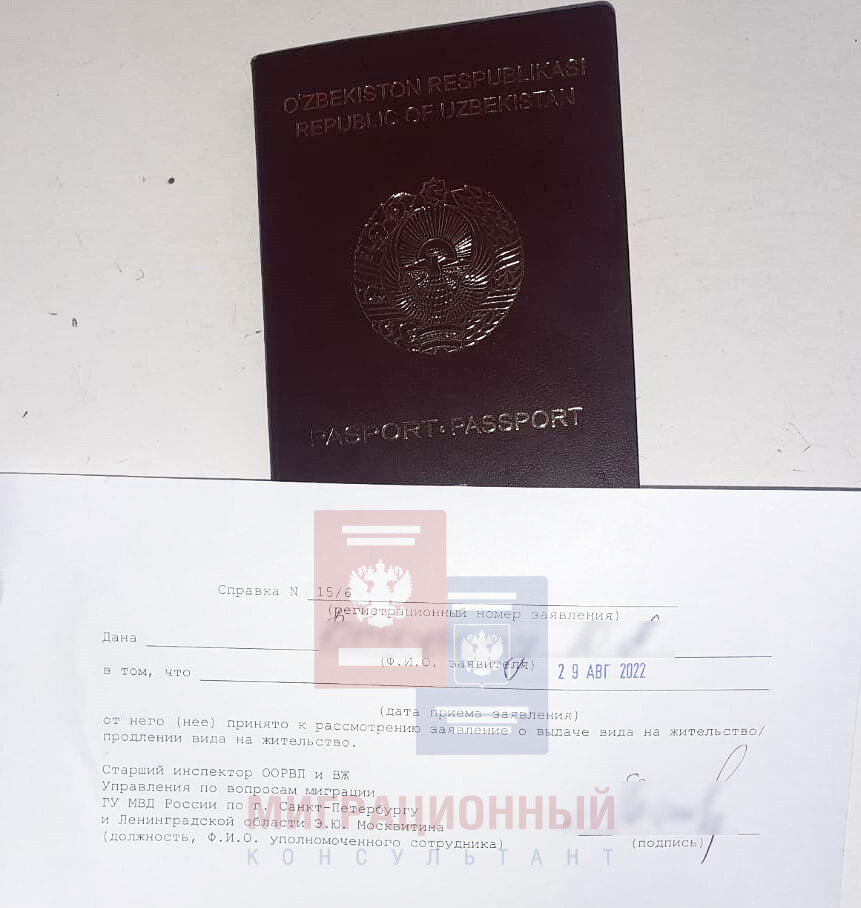 O'ZBEKISTON RESPUBLIKASI
REPUBLIC OF UZBEKISTAN
PASPORT · PASSPORT
Справка N 15/6
(регистрационный номер заявления)
Дана
(Ф.И.О. заявителя)
в том, что 29 АВГ 2022
(дата приема заявления)
от него (нее) принято к рассмотрению заявление о выдаче вида на жительство/
продлении вида на жительство.
Старший инспектор ООРВП и ВЖ
Управления по вопросам миграции
ГУ МВД России по г. Санкт-Петербургу
и Ленинградской области Э.Ю. Москвитина
(должность, Ф.И.О. уполномоченного сотрудника) (подпись)
МИГРАЦИОННЫЙ
КОНСУЛЬТАНТ